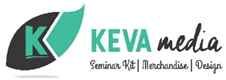 K KEVA media
Seminar Kit | Merchandise | Design